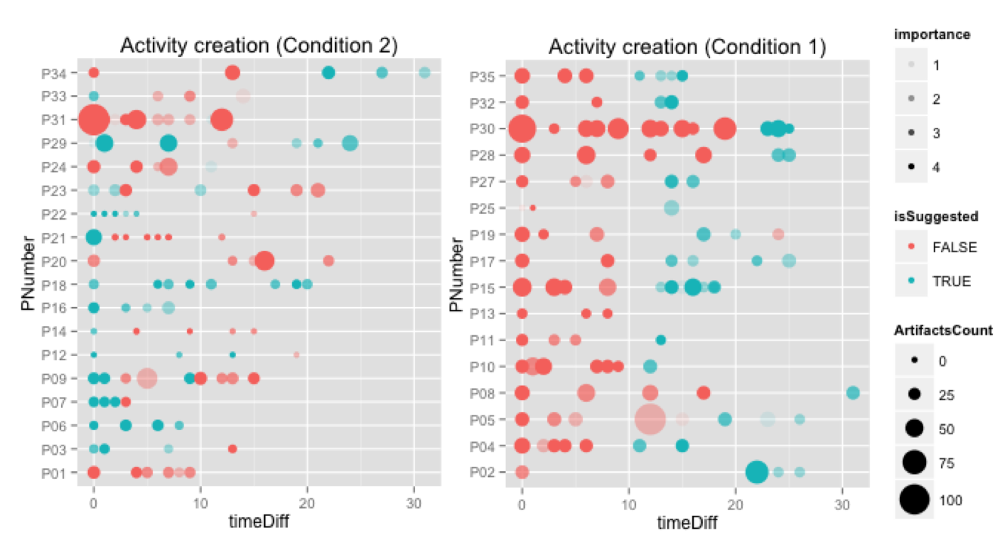 Activity creation (Condition 2)
PNumber
P34
P33
P31
P29
P24
P23
P22
P21
P20
P18
P16
P14
P12
P09
P07
P06
P03
P01
0
10
20
30
timeDiff
Activity creation (Condition 1)
PNumber
P35
P32
P30
P28
P27
P25
P19
P17
P15
P13
P11
P10
P08
P05
P04
P02
0
10
20
30
timeDiff
importance
1
2
3
4
isSuggested
FALSE
TRUE
ArtifactsCount
0
25
50
75
100